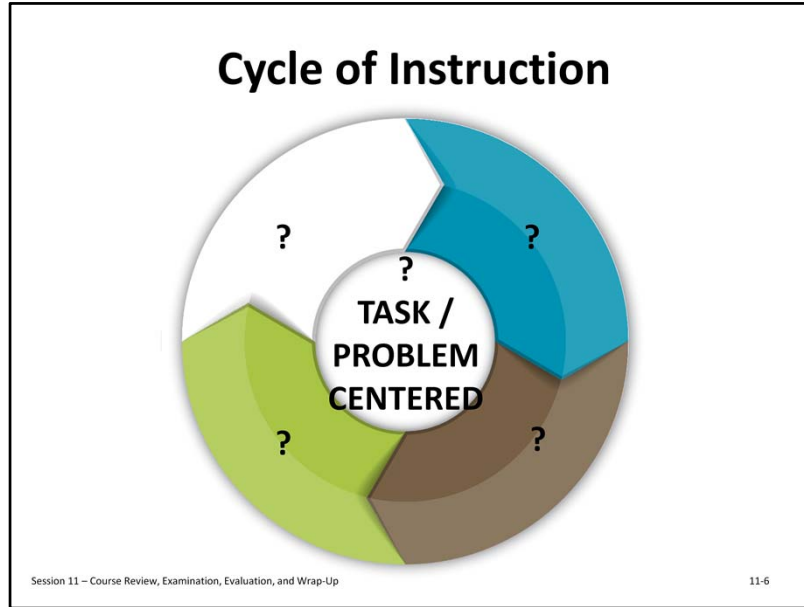 Cycle of Instruction
?
?
?
TASK /
PROBLEM
CENTERED
?
?
Session 11 – Course Review, Examination, Evaluation, and Wrap-Up
11-6